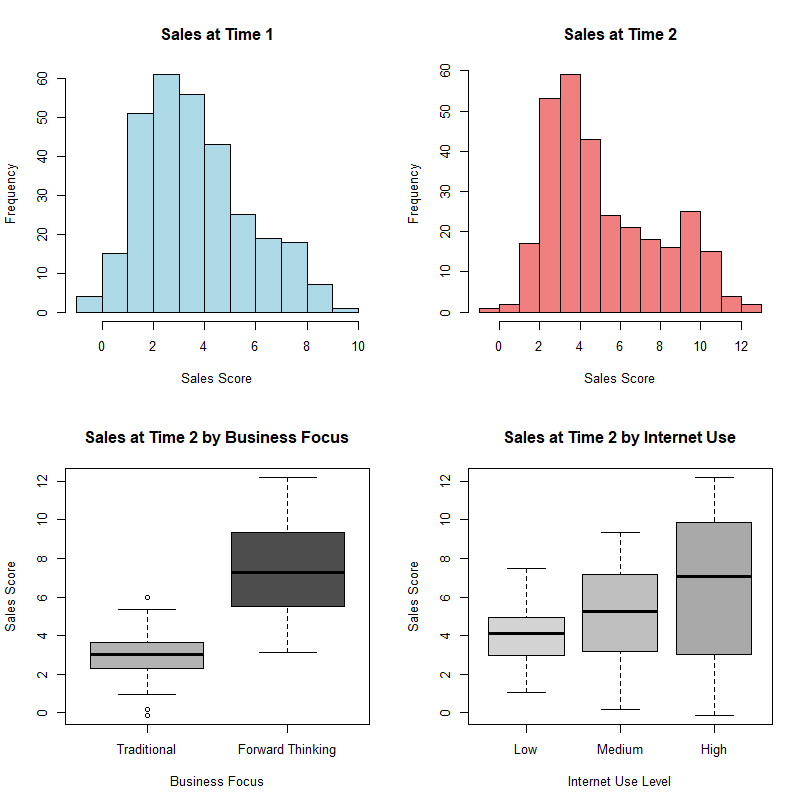 Sales at Time 1
Frequency
0 10 20 30 40 50 60
0 2 4 6 8 10
Sales Score
Sales at Time 2
Frequency
0 10 20 30 40 50 60
0 2 4 6 8 10 12
Sales Score
Sales at Time 2 by Business Focus
Sales Score
0 2 4 6 8 10 12
Traditional Forward Thinking
Business Focus
Sales at Time 2 by Internet Use
Sales Score
0 2 4 6 8 10 12
Low Medium High
Internet Use Level